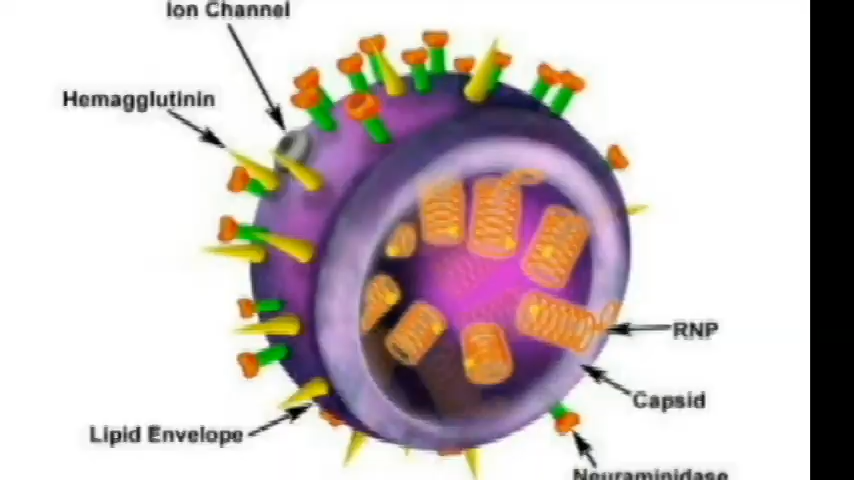 Ion Channel
Hemagglutinin
RNP
Capsid
Lipid Envelope
Neuraminidase